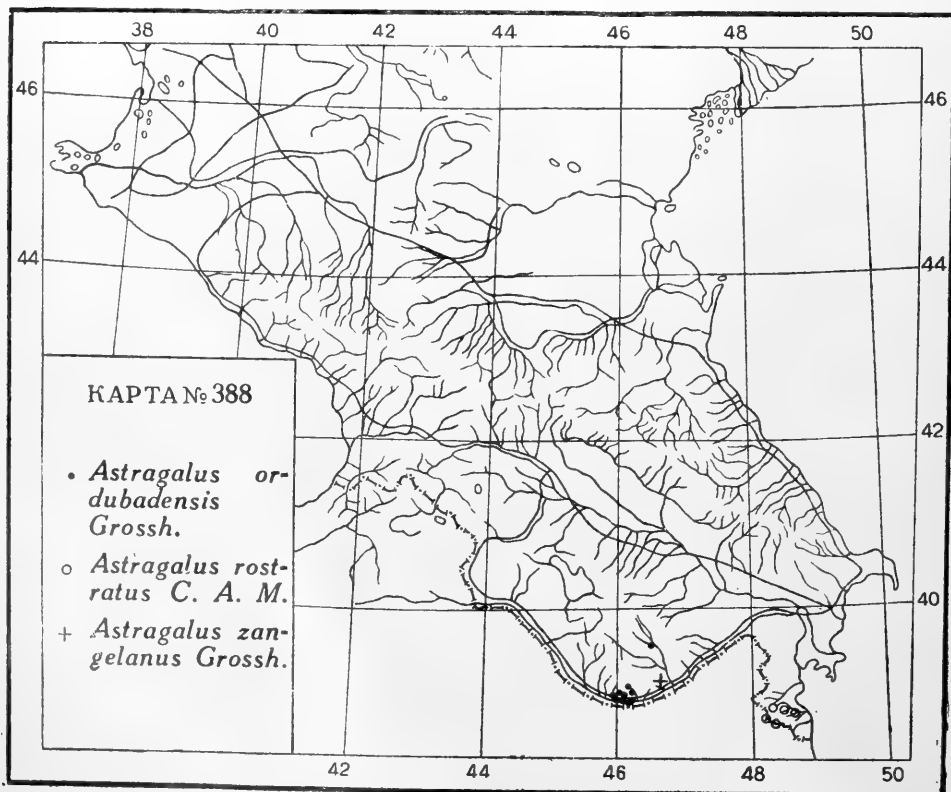 38 40 42 44 46 48 50
46 46
44 44
КАРТА № 388
42
• Astragalus or-
dubadensis
Grossh.
○ Astragalus rost-
ratus C. A. M.
40
+ Astragalus zan-
gelanus Grossh.
42 44 46 48 50